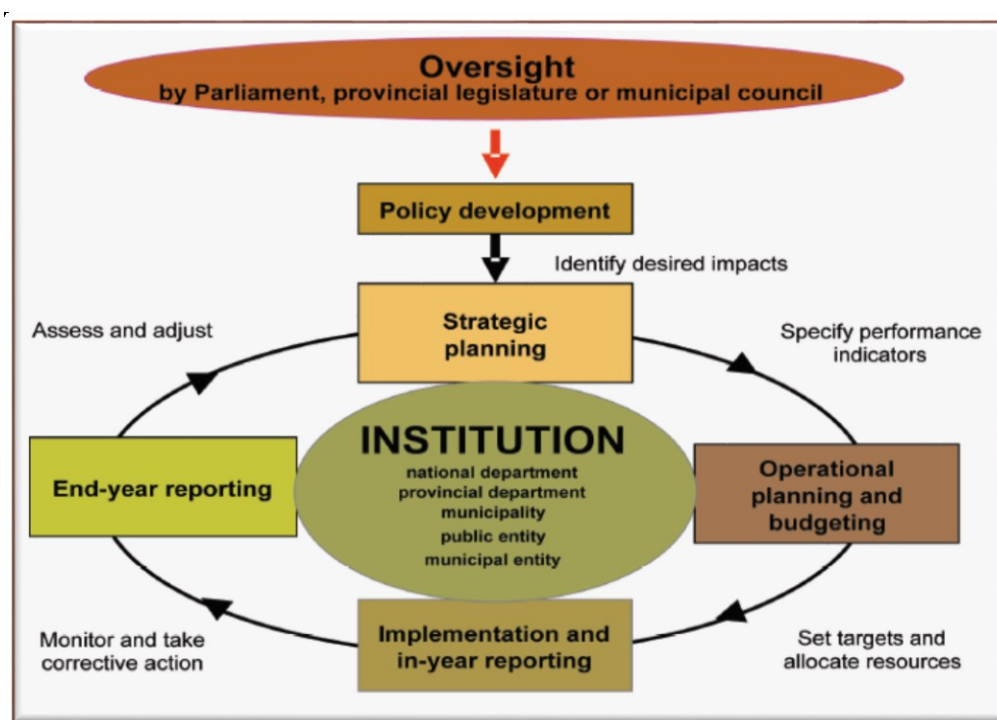 Oversight
by Parliament, provincial legislature or municipal council
Policy development
Identify desired impacts
Strategic
planning
Assess and adjust
Specify performance
indicators
INSTITUTION
national department
provincial department
municipality
public entity
municipal entity
End-year reporting
Operational
planning and
budgeting
Implementation and
in-year reporting
Monitor and take
corrective action
Set targets and
allocate resources